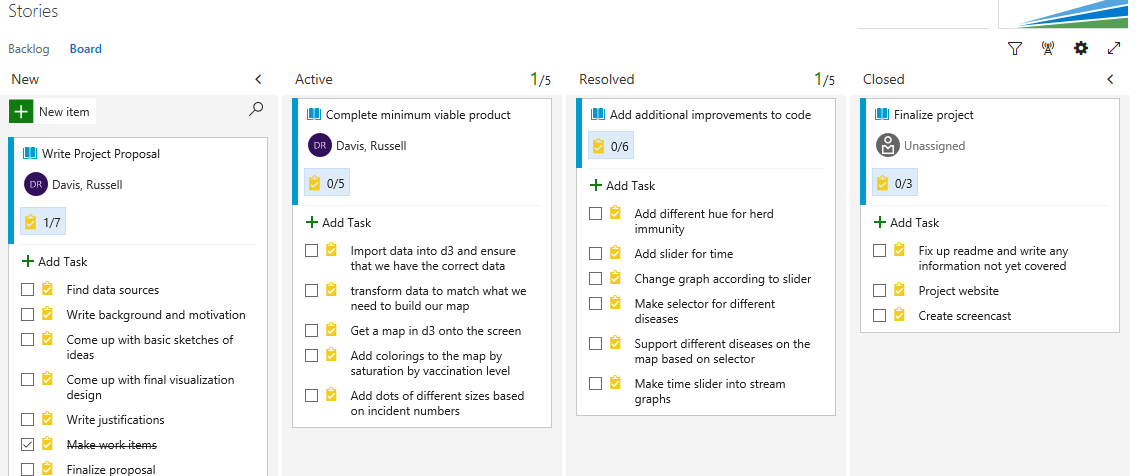 Stories
Backlog
Board
New
New item
Write Project Proposal
DR
Davis, Russell
1/7
Add Task
Find data sources
Write background and motivation
Come up with basic sketches of
ideas
Come up with final visualization
design
Write justifications
Make work items
Finalize proposal
Active
1/5
Complete minimum viable product
DR
Davis, Russell
0/5
Add Task
Import data into d3 and ensure
that we have the correct data
transform data to match what we
need to build our map
Get a map in d3 onto the screen
Add colorings to the map by
saturation by vaccination level
Add dots of different sizes based
on incident numbers
Resolved
1/5
Add additional improvements to code
0/6
Add Task
Add different hue for herd
immunity
Add slider for time
Change graph according to slider
Make selector for different
diseases
Support different diseases on the
map based on selector
Make time slider into stream
graphs
Closed
Finalize project
Unassigned
0/3
Add Task
Fix up readme and write any
information not yet covered
Project website
Create screencast